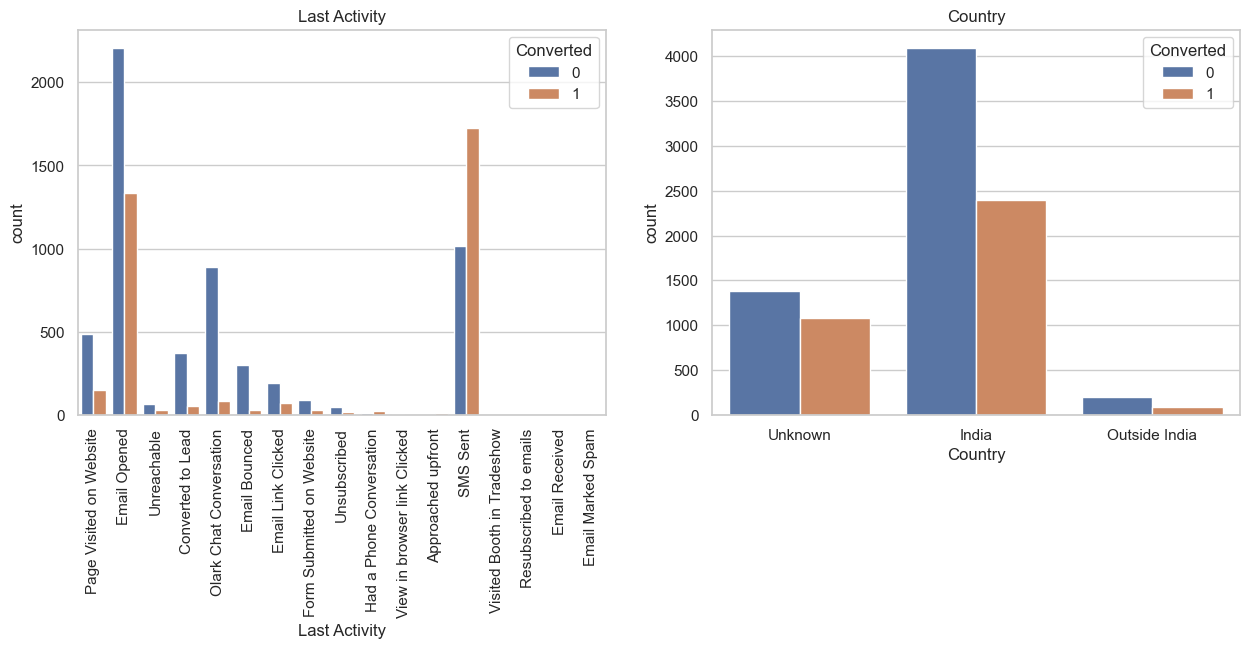 Last Activity
Converted
0
1
count
2000
1500
1000
500
0
Page Visited on Website
Email Opened
Unreachable
Converted to Lead
Olark Chat Conversation
Email Bounced
Email Link Clicked
Form Submitted on Website
Unsubscribed
Had a Phone Conversation
View in browser link Clicked
Approached upfront
SMS Sent
Visited Booth in Tradeshow
Resubscribed to emails
Email Received
Email Marked Spam
Last Activity
Country
Converted
0
1
count
4000
3500
3000
2500
2000
1500
1000
500
0
Unknown
India
Outside India
Country